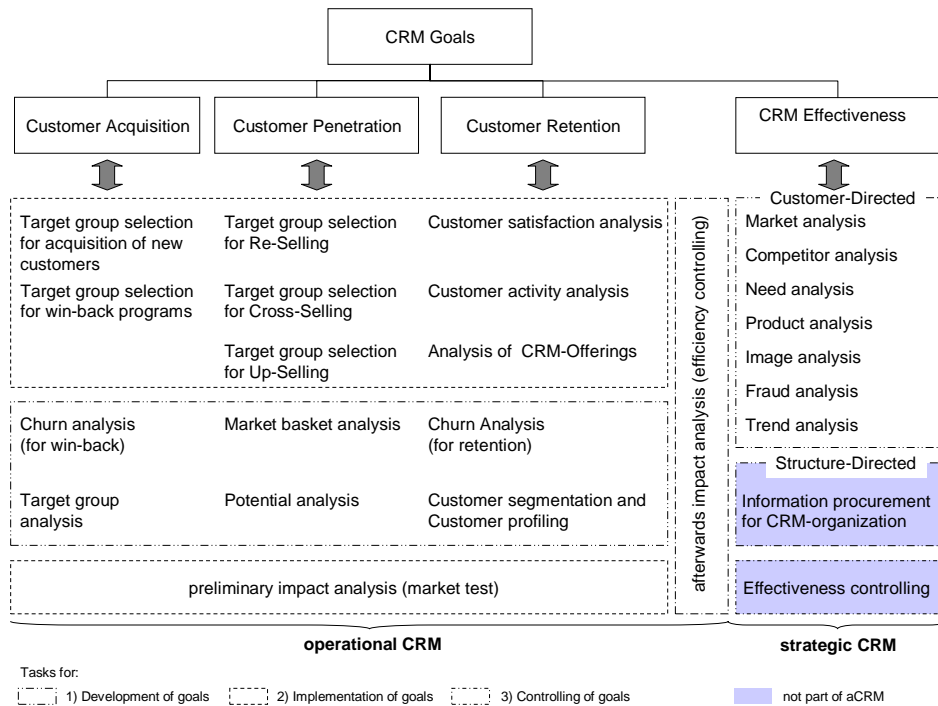 CRM Goals
Customer Acquisition
Customer Penetration
Customer Retention
CRM Effectiveness
Target group selection
for acquisition of new
customers
Target group selection
for win-back programs
Target group selection
for Re-Selling
Target group selection
for Cross-Selling
Target group selection
for Up-Selling
Customer satisfaction analysis
Customer activity analysis
Analysis of CRM-Offerings
Churn analysis
(for win-back)
Target group
analysis
Market basket analysis
Potential analysis
Churn Analysis
(for retention)
Customer segmentation and
Customer profiling
preliminary impact analysis (market test)
afterwards impact analysis (efficiency controlling)
Customer-Directed
Market analysis
Competitor analysis
Need analysis
Product analysis
Image analysis
Fraud analysis
Trend analysis
Structure-Directed
Information procurement
for CRM-organization
Effectiveness controlling
operational CRM
strategic CRM
Tasks for:
1) Development of goals
2) Implementation of goals
3) Controlling of goals
not part of aCRM